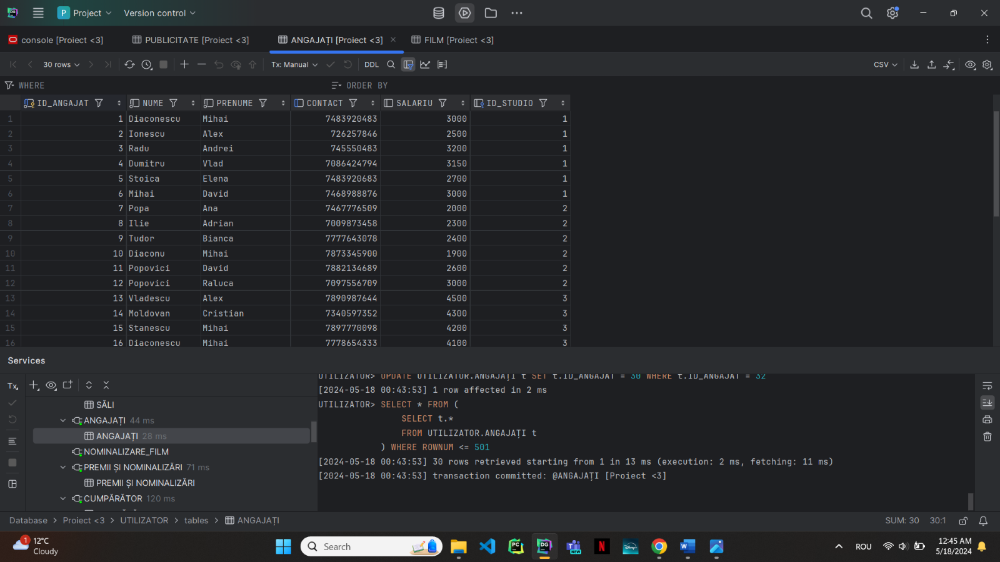 P Project Version control
console [Proiect <3] PUBLICITATE [Proiect <3] ANGAJAȚI [Proiect <3] FILM [Proiect <3]
30 rows Tx: Manual DDL CSV
WHERE ORDER BY
ID_ANGAJAT NUME PRENUME CONTACT SALARIU ID_STUDIO
1 1 Diaconescu Mihai 7483920483 3000 1
2 2 Ionescu Alex 726257846 2500 1
3 3 Radu Andrei 745550483 3200 1
4 4 Dumitru Vlad 7086424794 3150 1
5 5 Stoica Elena 7483920683 2700 1
6 6 Mihai David 7468988876 3000 1
7 7 Popa Ana 7467776509 2000 2
8 8 Ilie Adrian 7009873458 2300 2
9 9 Tudor Bianca 7777643078 2400 2
10 10 Diaconu Mihai 7873345900 1900 2
11 11 Popovici David 7882134689 2600 2
12 12 Popovici Raluca 7097556709 3000 2
13 13 Vladescu Alex 7890987644 4500 3
14 14 Moldovan Cristian 7340597352 4300 3
15 15 Stanescu Mihai 7897770098 4200 3
16 16 Diaconescu Mihai 7778654333 4100 3
Services
Tx
SĂLI
ANGAJAȚI 44 ms
ANGAJAȚI 28 ms
NOMINALIZARE_FILM
PREMII ȘI NOMINALIZĂRI 71 ms
PREMII ȘI NOMINALIZĂRI
CUMPĂRĂTOR 120 ms
UTILIZATOR> UPDATE UTILIZATOR.ANGAJAȚI t SET t.ID_ANGAJAT = 30 WHERE t.ID_ANGAJAT = 32
[2024-05-18 00:43:53] 1 row affected in 2 ms
UTILIZATOR> SELECT * FROM (
SELECT t.*
FROM UTILIZATOR.ANGAJAȚI t
) WHERE ROWNUM <= 501
[2024-05-18 00:43:53] 30 rows retrieved starting from 1 in 13 ms (execution: 2 ms, fetching: 11 ms)
[2024-05-18 00:43:53] transaction committed: @ANGAJAȚI [Proiect <3]
Database > Proiect <3 > UTILIZATOR > tables > ANGAJAȚI SUM: 30 30:1
1 12°C
Cloudy
Search
ROU
12:45 AM
5/18/2024